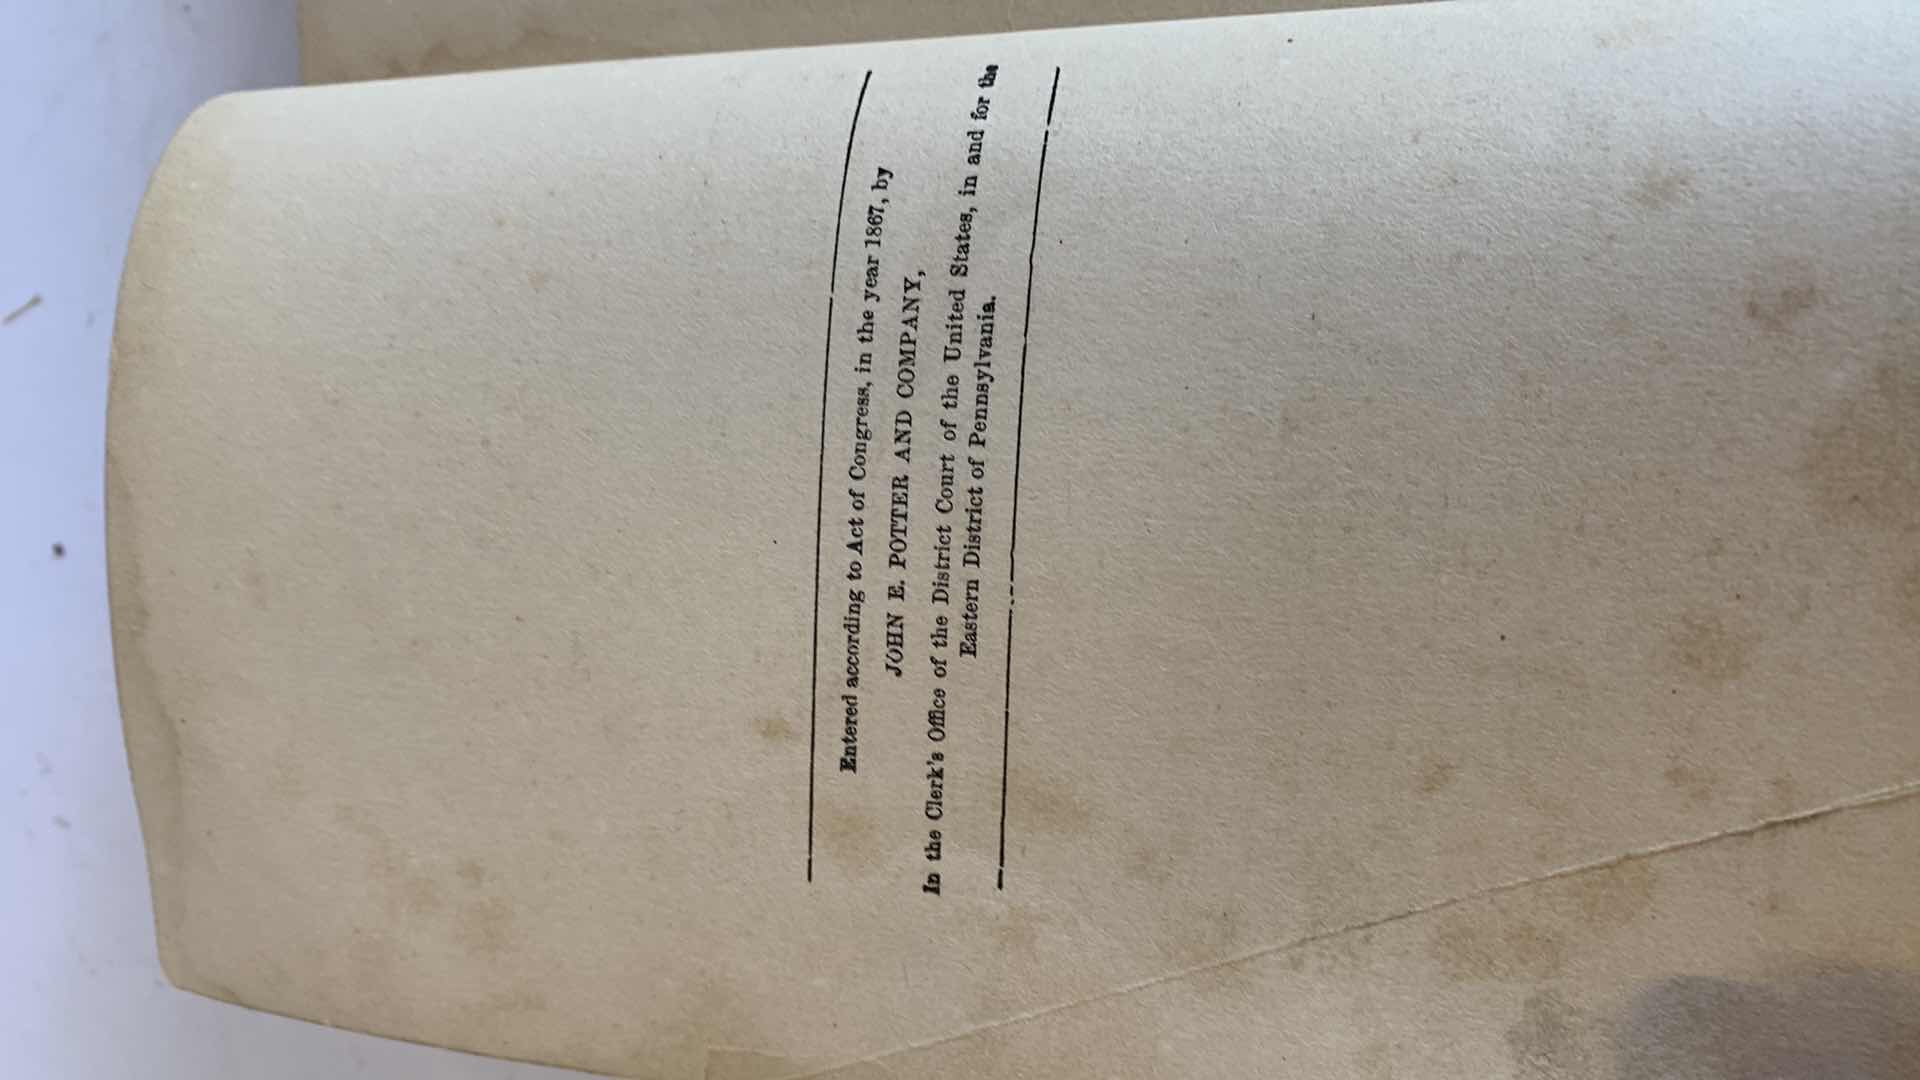 Entered according to Act of Congress, in the year 1867, by
JOHN E. POTTER AND COMPANY,
In the Clerk's Office of the District Court of the United States, in and for the
Eastern District of Pennsylvania.